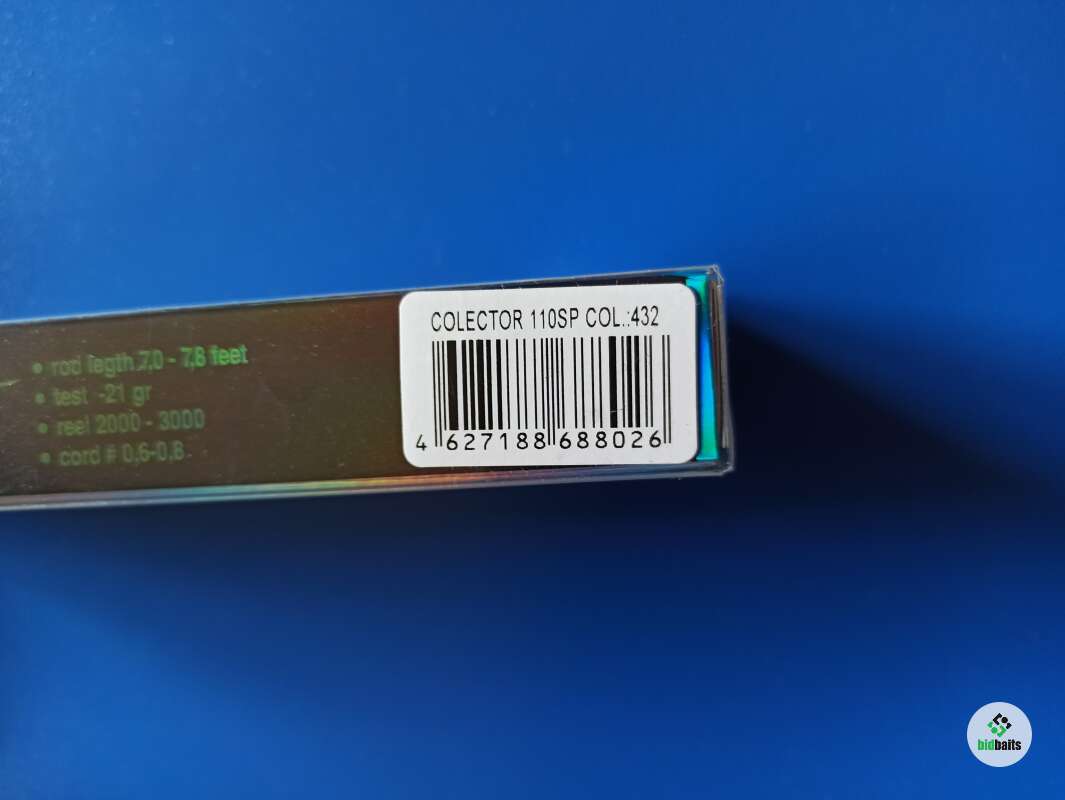 COLECTOR 110SP COL.:432
4 627188 688026
• rod legth 7,0 - 7,8 feet
• test -21 gr
• reel 2000 - 3000
• cord # 0,6-0,8
bidbaits